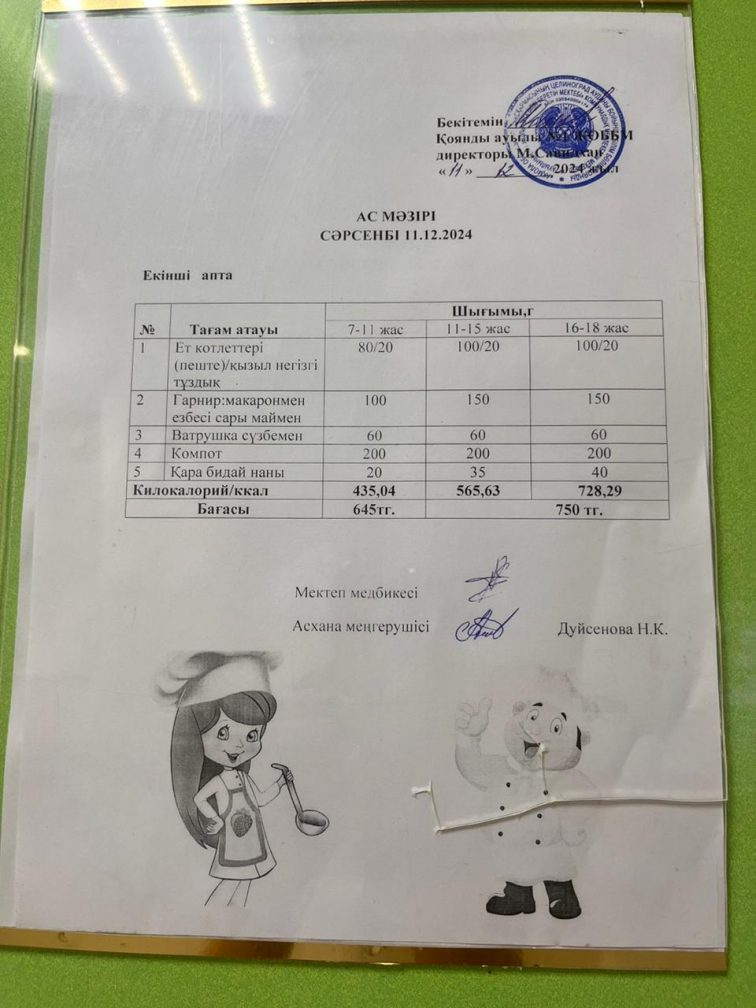 Бекітемін
Қоянды ауылы №1 ЖОББМ
директоры М.Савидхан
«11» 12 2024 жыл
АС МӘЗІРІ
СӘРСЕНБІ 11.12.2024
Екінші апта
№ Тағам атауы Шығымы,г
7-11 жас 11-15 жас 16-18 жас
1 Ет котлеттері 80/20 100/20 100/20
(пеште)/қызыл негізгі
тұздық
2 Гарнир:макаронмен 100 150 150
езбесі сары маймен
3 Ватрушка сүзбемен 60 60 60
4 Компот 200 200 200
5 Қара бидай наны 20 35 40
Килокалорий/ккал 435,04 565,63 728,29
Бағасы 645тг. 750 тг.
Мектеп медбикесі
Асхана меңгерушісі Дуйсенова Н.К.